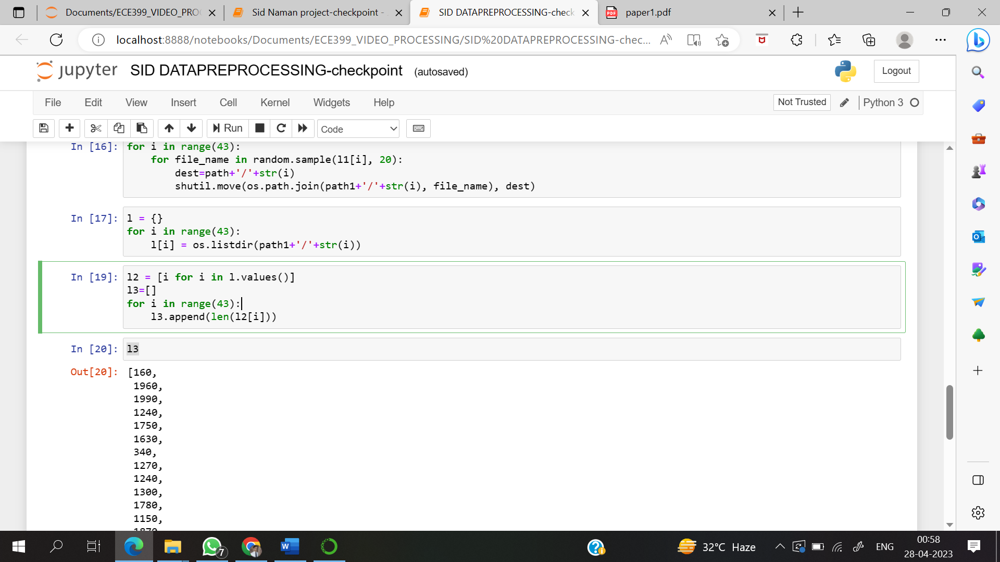 Documents/ECE399_VIDEO_PRO
Sid Naman project-checkpoint -
SID DATAPREPROCESSING-check
PDF
paper1.pdf
localhost:8888/notebooks/Documents/ECE399_VIDEO_PROCESSING/SID%20DATAPREPROCESSING-chec...
jupyter SID DATAPREPROCESSING-checkpoint (autosaved)
Logout
File Edit View Insert Cell Kernel Widgets Help
Not Trusted Python 3
Run Code
In [16]: for i in range(43):
    for file_name in random.sample(l1[i], 20):
        dest=path+'/'+str(i)
        shutil.move(os.path.join(path1+'/'+str(i), file_name), dest)
In [17]: l = {}
for i in range(43):
    l[i] = os.listdir(path1+'/'+str(i))
In [19]: l2 = [i for i in l.values()]
l3=[]
for i in range(43):
    l3.append(len(l2[i]))
In [20]: l3
Out[20]: [160,
1960,
1990,
1240,
1750,
1630,
340,
1270,
1240,
1300,
1780,
1150,
7
32°C Haze
ENG
00:58
28-04-2023